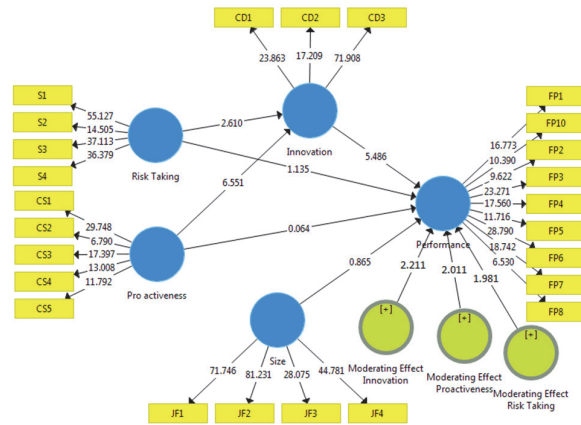 CD1 CD2 CD3
23.863 17.209 71.908
S1
S2
S3
S4
55.127
14.505
37.113
36.379
Risk Taking
2.610
Innovation
6.551
1.135
5.486
CS1
CS2
CS3
CS4
CS5
29.748
6.790
17.397
13.008
11.792
Pro activeness
0.064
0.865
Performance
16.773
10.390
9.622
23.271
17.560
11.716
28.790
18.742
6.530
FP1
FP10
FP2
FP3
FP4
FP5
FP6
FP7
FP8
2.211 2.011 1.981
Size
71.746 81.231 28.075 44.781
JF1 JF2 JF3 JF4
[+]
Moderating Effect
Innovation
[+]
Moderating Effect
Proactiveness
[+]
Moderating Effect
Risk Taking